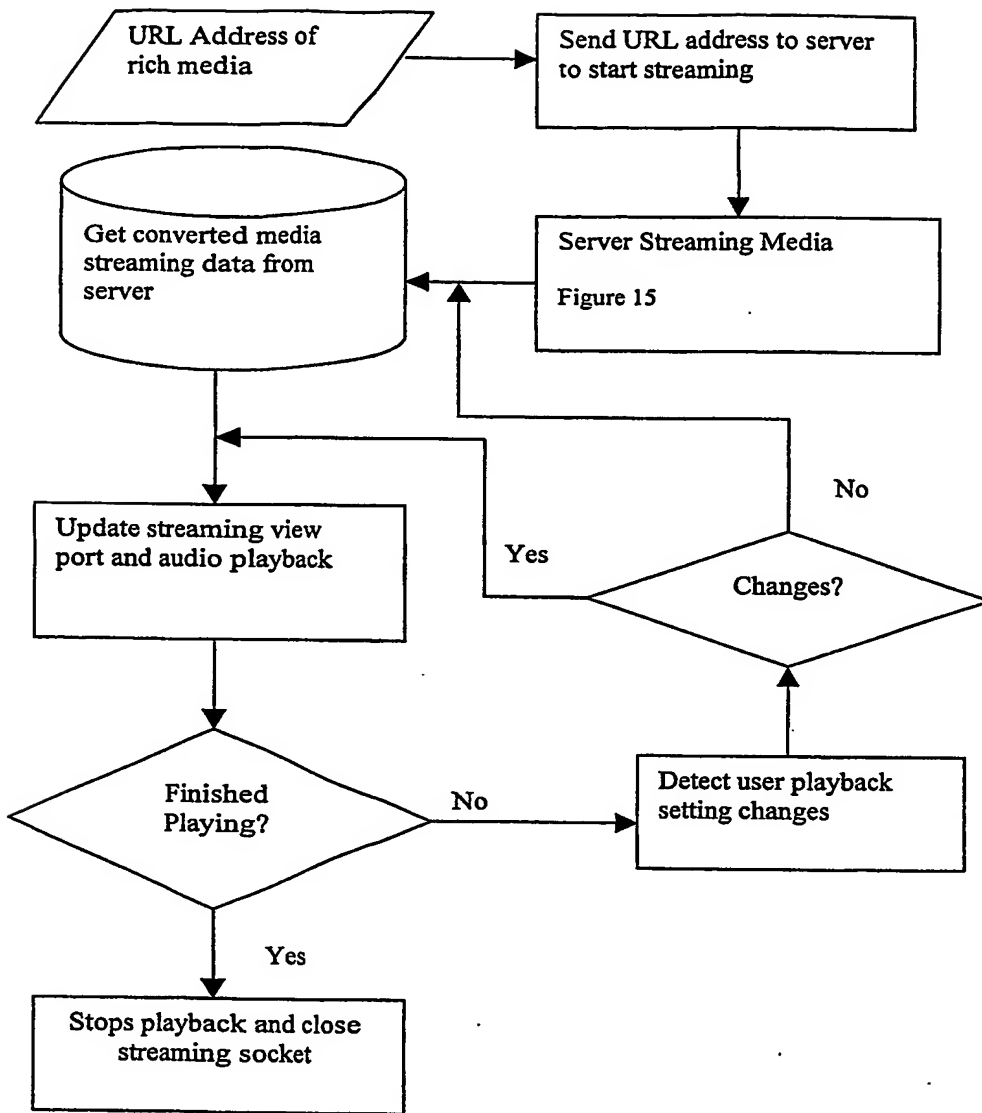 URL Address of
rich media
Send URL address to server
to start streaming
Get converted media
streaming data from
server
Server Streaming Media
Figure 15
No
Update streaming view
port and audio playback
Yes
Changes?
Finished
Playing?
No
Detect user playback
setting changes
Yes
Stops playback and close
streaming socket